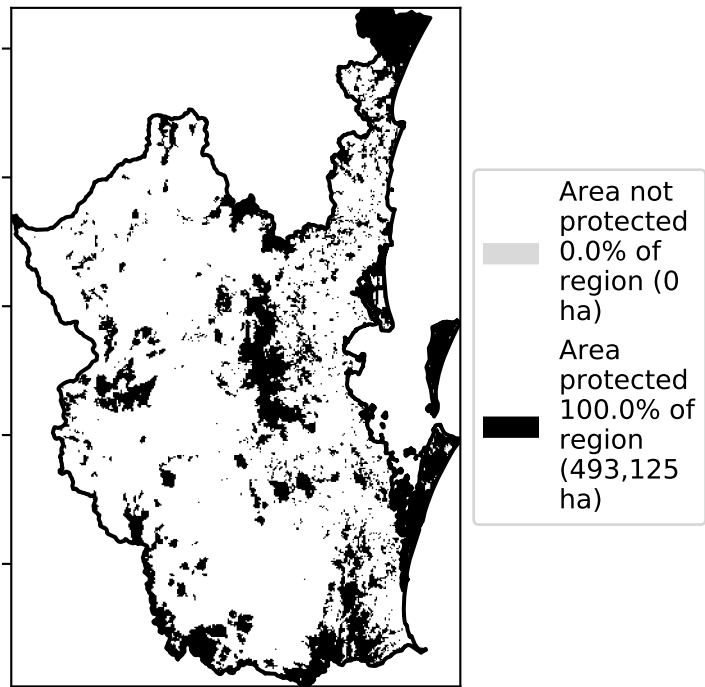 Area not
protected
0.0% of
region (0
ha)
Area
protected
100.0% of
region
(493,125
ha)